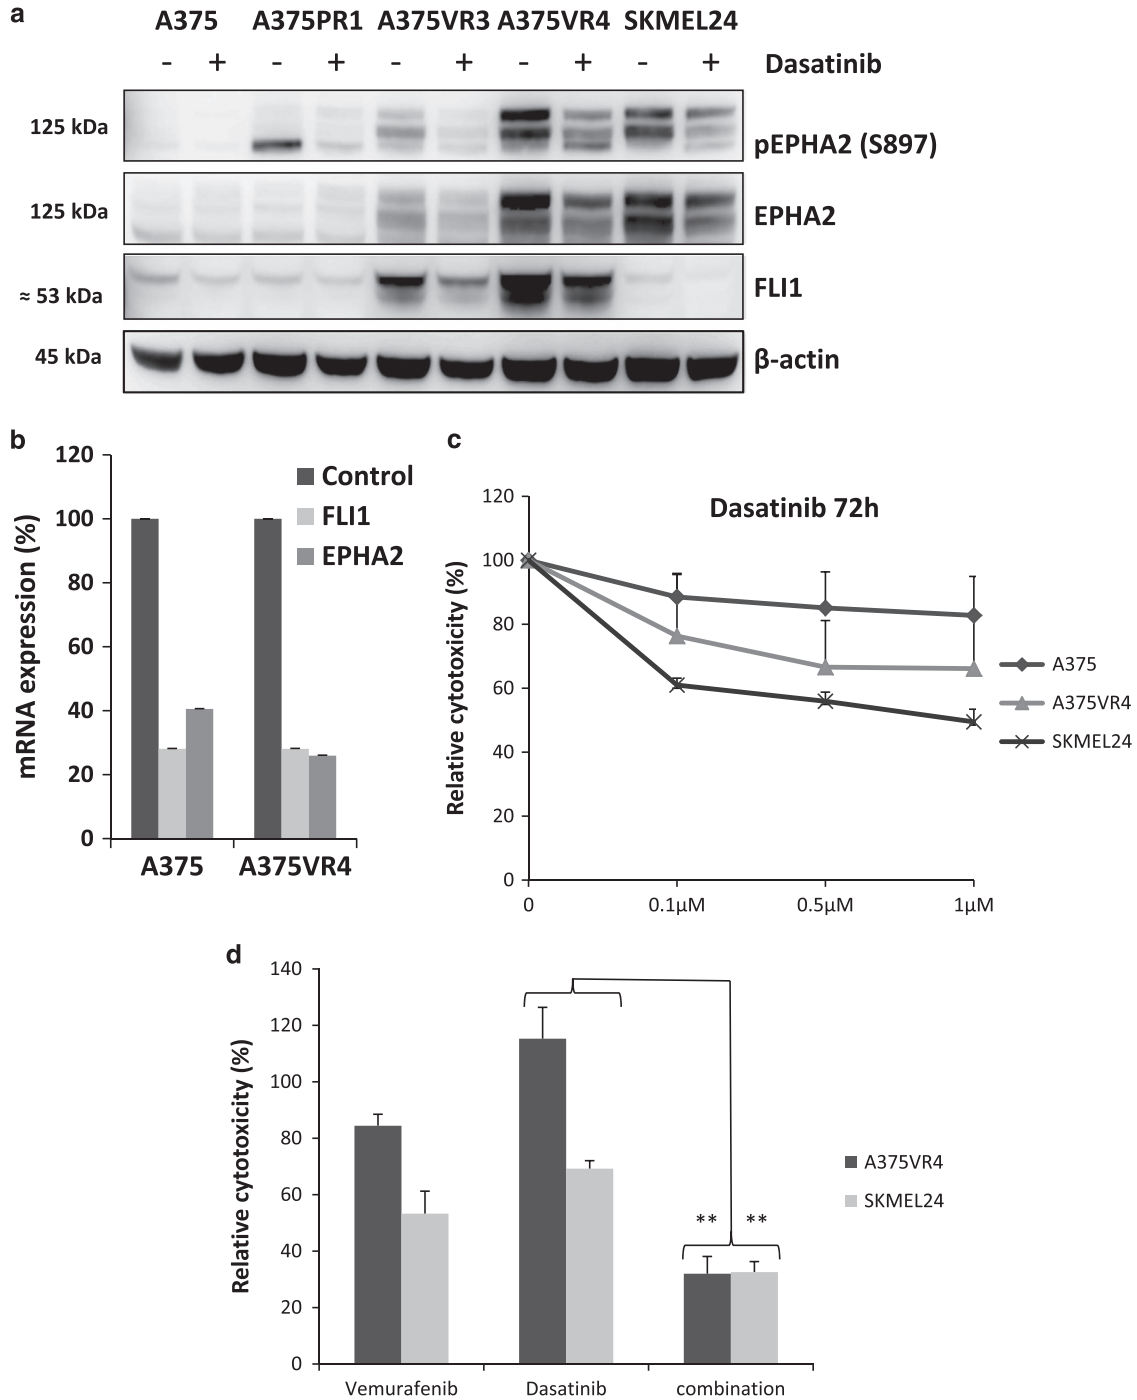 a
A375 A375PR1 A375VR3 A375VR4 SKMEL24
- + - + - + - + - + Dasatinib
125 kDa pEPHA2 (S897)
125 kDa EPHA2
≈ 53 kDa FLI1
45 kDa β-actin
b
mRNA expression (%)
120
100
80
60
40
20
0
Control
FLI1
EPHA2
A375 A375VR4
c
Dasatinib 72h
Relative cytotoxicity (%)
120
100
80
60
40
20
0
0 0.1µM 0.5µM 1µM
A375
A375VR4
SKMEL24
d
Relative cytotoxicity (%)
140
120
100
80
60
40
20
0
** **
A375VR4
SKMEL24
Vemurafenib Dasatinib combination